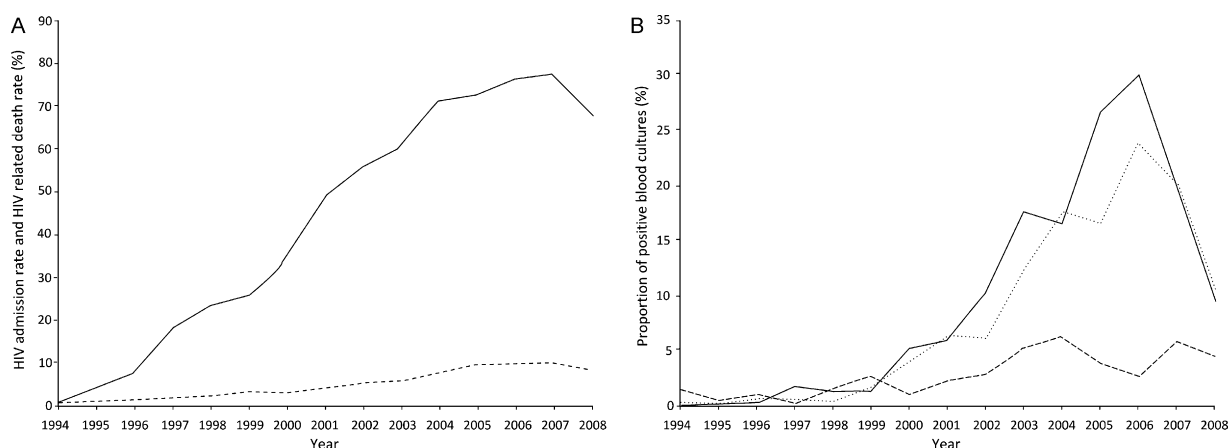 A
HIV admission rate and HIV related death rate (%)
90
80
70
60
50
40
30
20
10
0
1994 1995 1996 1997 1998 1999 2000 2001 2002 2003 2004 2005 2006 2007 2008
Year
B
Proportion of positive blood cultures (%)
35
30
25
20
15
10
5
0
1994 1995 1996 1997 1998 1999 2000 2001 2002 2003 2004 2005 2006 2007 2008
Year